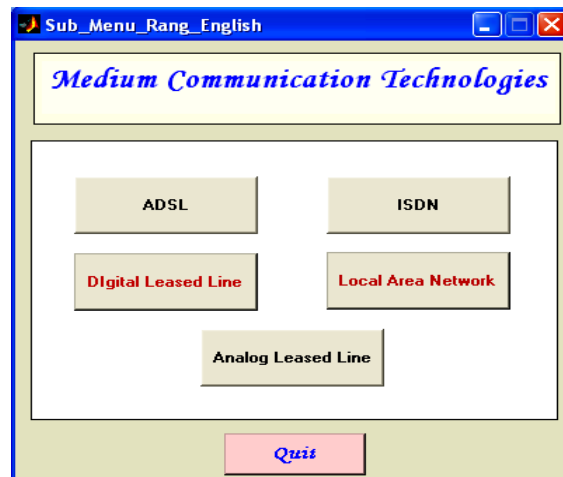 Sub_Menu_Rang_English
Medium Communication Technologies
ADSL
ISDN
DIgital Leased Line
Local Area Network
Analog Leased Line
Quit